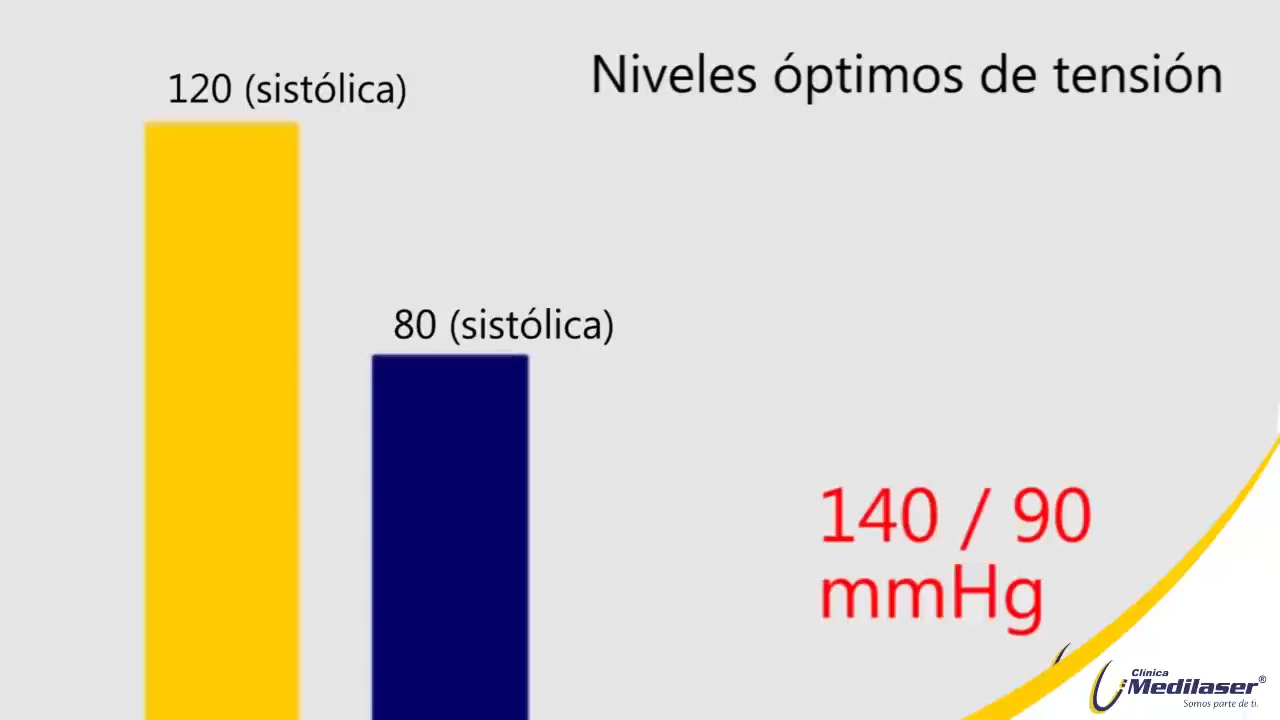 Niveles óptimos de tensión
120 (sistólica)
80 (sistólica)
140 / 90
mmHg
Clínica
Medilaser®
Somos parte de ti.